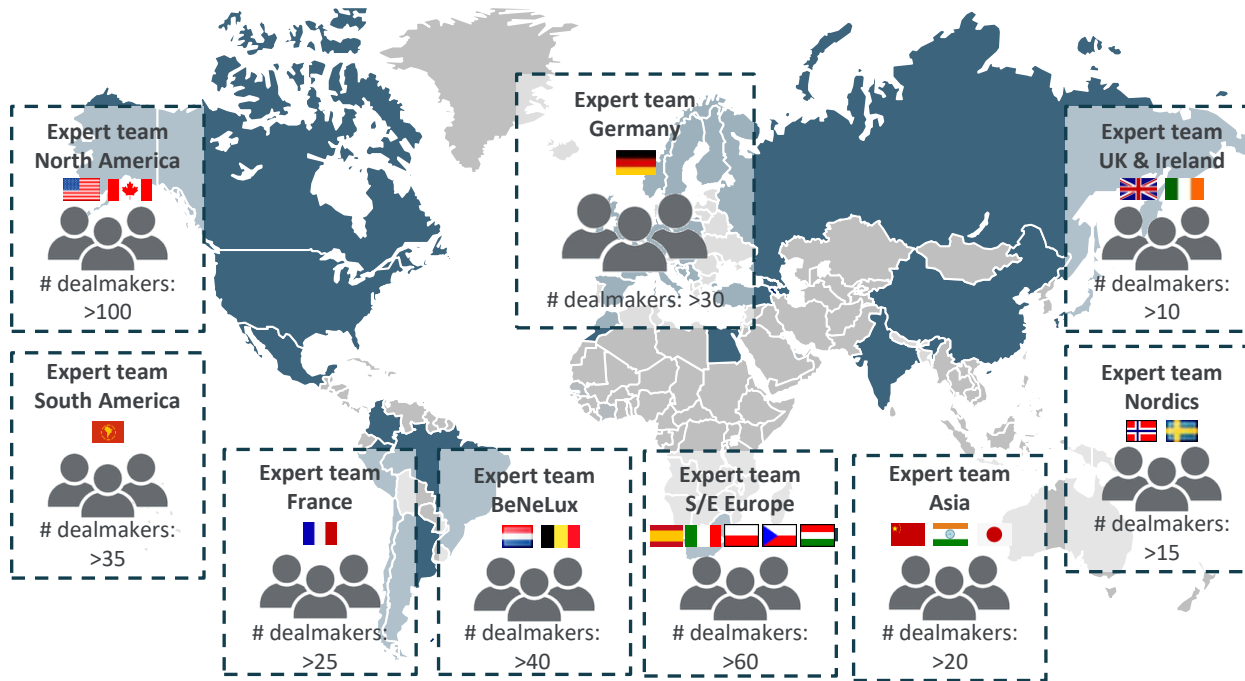 Expert team
North America
# dealmakers:
>100
Expert team
Germany
# dealmakers: >30
Expert team
UK & Ireland
# dealmakers:
>10
Expert team
South America
# dealmakers:
>35
Expert team
France
# dealmakers:
>25
Expert team
BeNeLux
# dealmakers:
>40
Expert team
S/E Europe
# dealmakers:
>60
Expert team
Asia
# dealmakers:
>20
Expert team
Nordics
# dealmakers:
>15